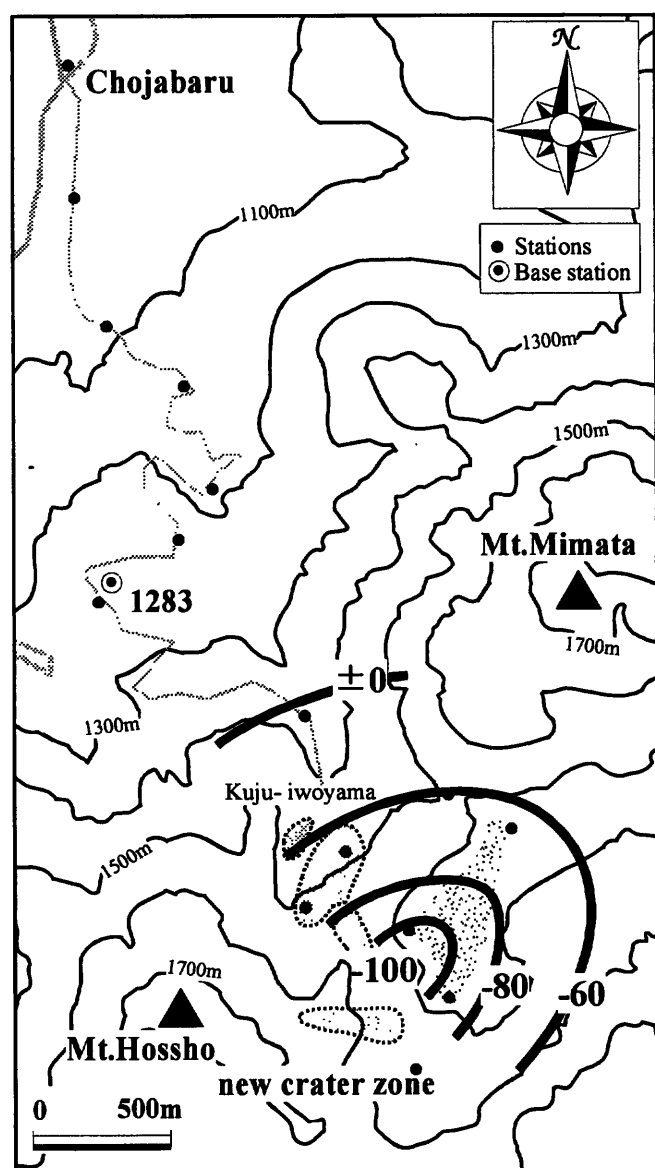 N
Chojabaru
1100m
Stations
Base station
1300m
1500m
Mt.Mimata
1283
1700m
±0
1300m
Kuju-iwoyama
1500m
1700m
-100
-80
-60
Mt.Hossho
new crater zone
0 500m